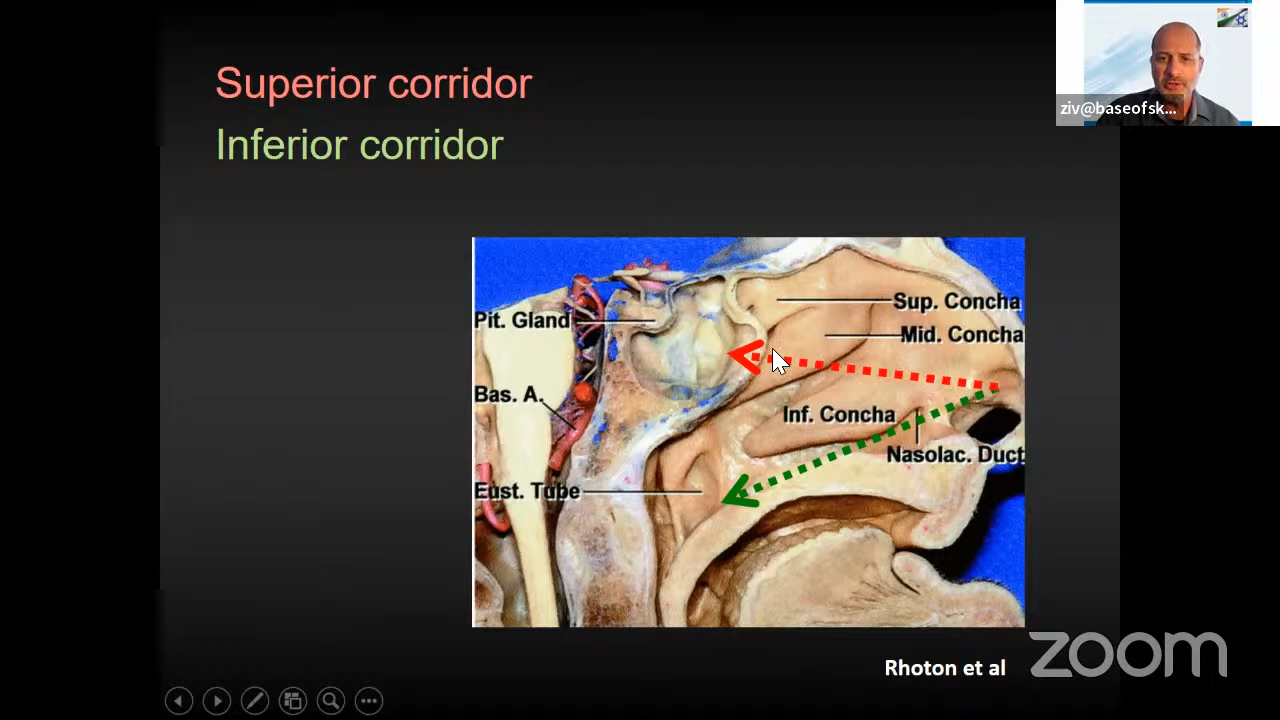 Superior corridor
Inferior corridor
ziv@baseofsk...
Sup. Concha
Pit. Gland
Mid. Concha
Bas. A.
Inf. Concha
Nasolac. Duct
Eust. Tube
Rhoton et al
zoom